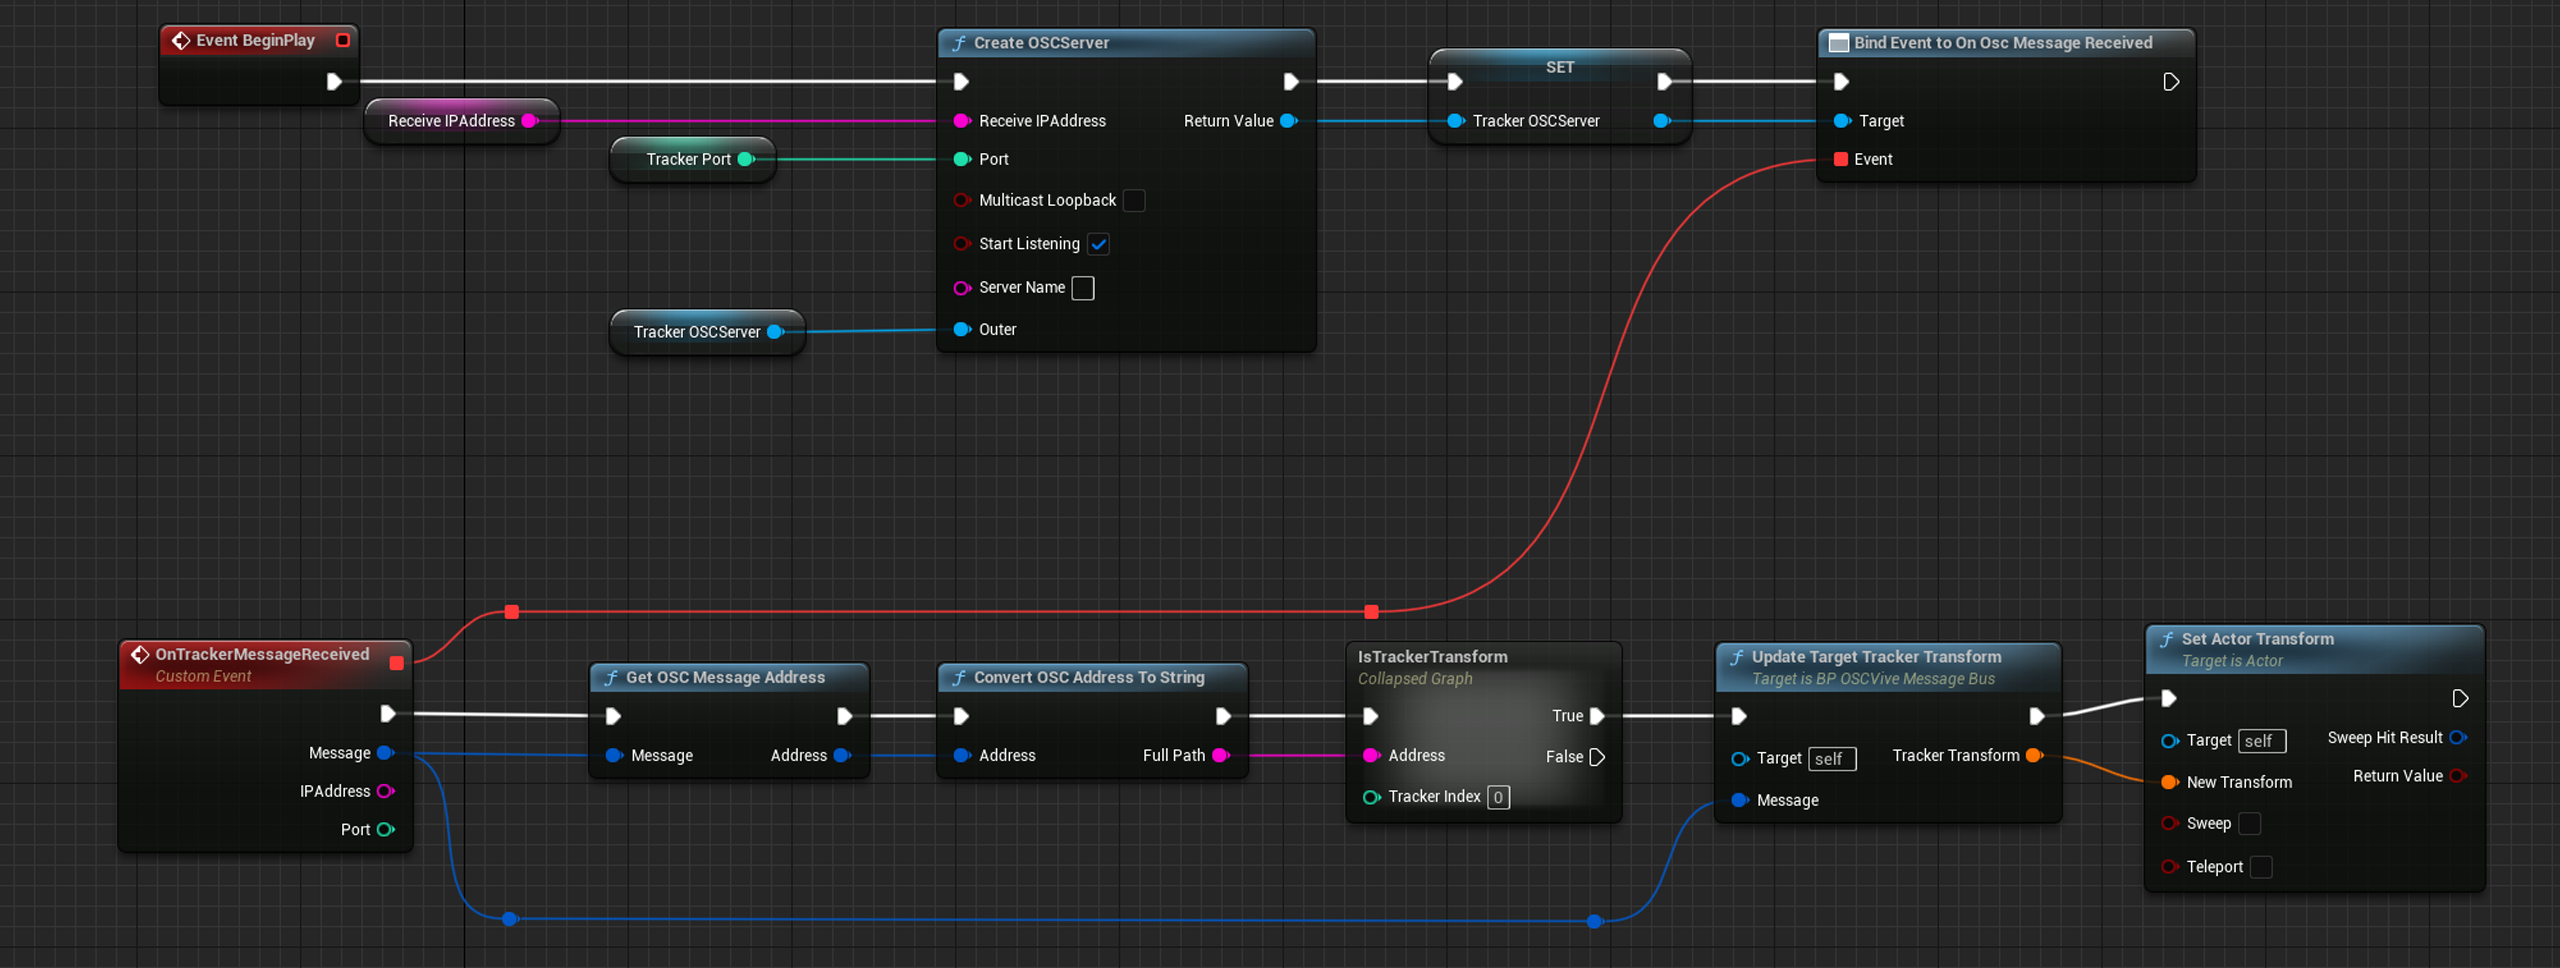 Event BeginPlay
Receive IPAddress
Tracker Port
Tracker OSCServer
Create OSCServer
Receive IPAddress
Return Value
Port
Multicast Loopback
Start Listening
Server Name
Outer
SET
Tracker OSCServer
Bind Event to On Osc Message Received
Target
Event
OnTrackerMessageReceived
Custom Event
Message
IPAddress
Port
Get OSC Message Address
Message
Address
Convert OSC Address To String
Address
Full Path
IsTrackerTransform
Collapsed Graph
True
Address
False
Tracker Index 0
Update Target Tracker Transform
Target is BP OSCVive Message Bus
Target self
Tracker Transform
Message
Set Actor Transform
Target is Actor
Target self
Sweep Hit Result
New Transform
Return Value
Sweep
Teleport